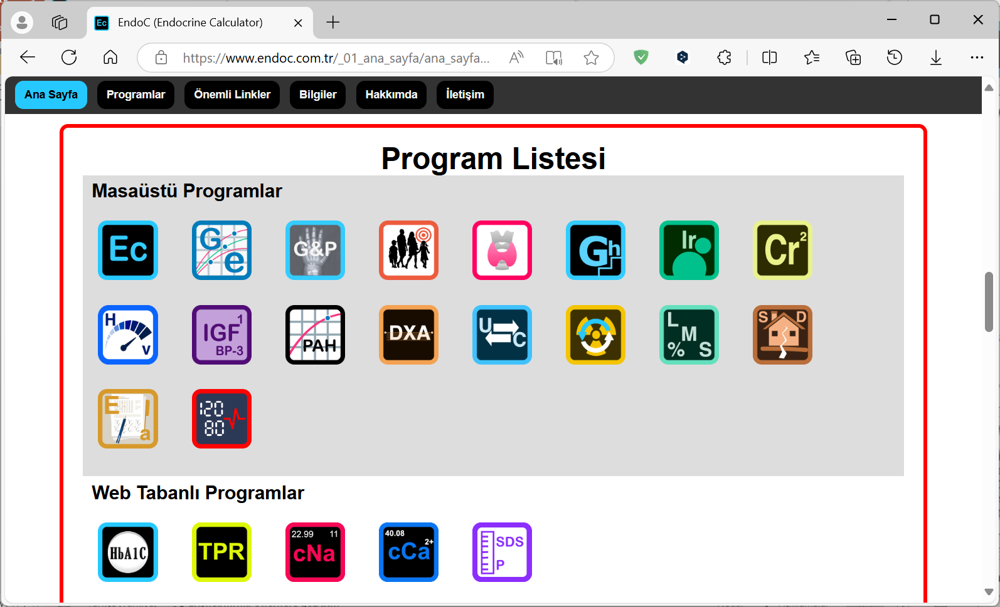 EndoC (Endocrine Calculator)
https://www.endoc.com.tr/_01_ana_sayfa/ana_sayfa...
Ana Sayfa Programlar Önemli Linkler Bilgiler Hakkımda İletişim
Program Listesi
Masaüstü Programlar
Ec G e G&P Gh Ir Cr2
H V IGF 1 BP-3 PAH DXA U C L M % S S D
E a 120 80
Web Tabanlı Programlar
HbA1C TPR 22.99 11 cNa 40.08 cCa 2+ SDS P